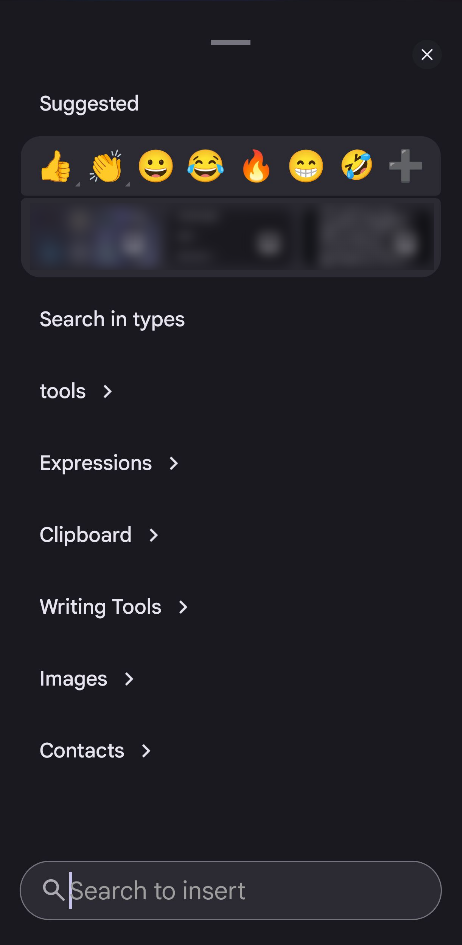 Suggested
Search in types
tools
Expressions
Clipboard
Writing Tools
Images
Contacts
Search to insert